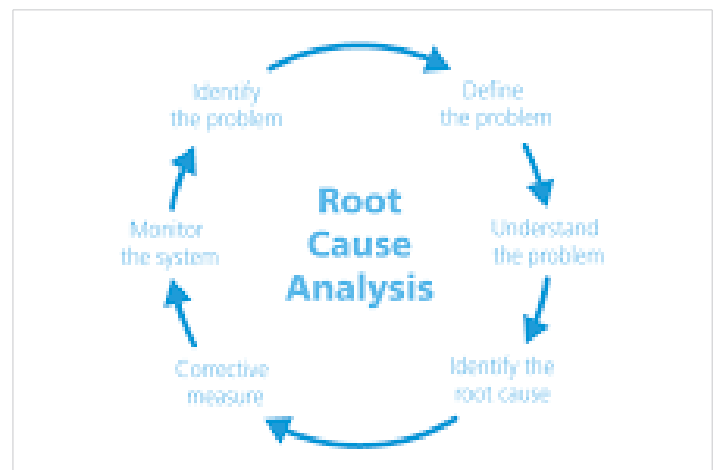 Root
Cause
Analysis
Identify
the problem
Define
the problem
Understand
the problem
Identify the
root cause
Corrective
measure
Monitor
the system